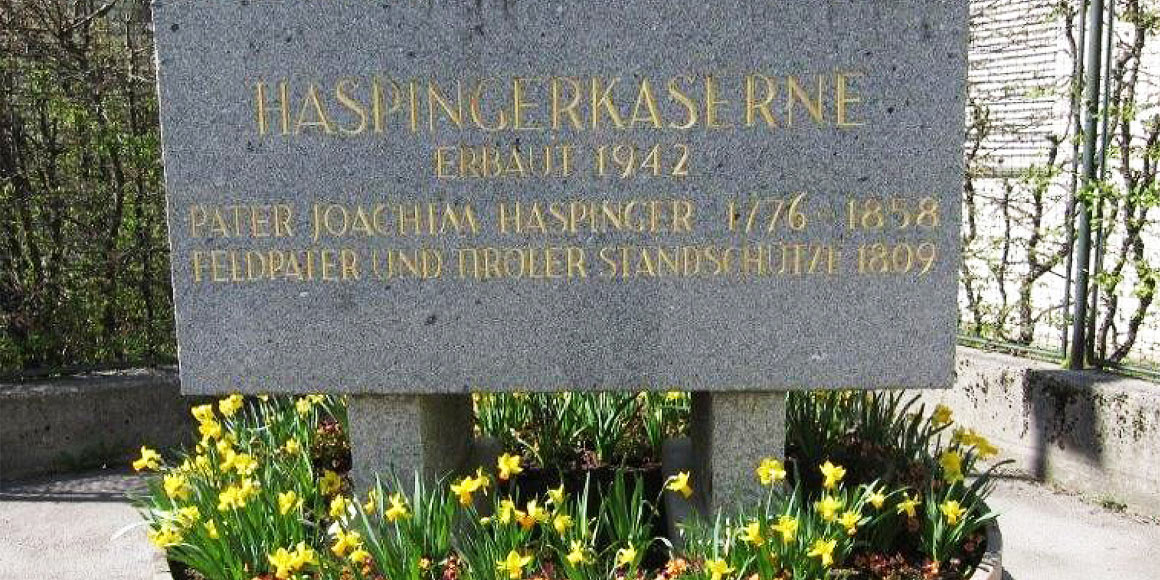 HASPINGERKASERNE
ERBAUT 1942
PATER JOACHIM HASPINGER 1776 - 1858
FELDPATER UND TIROLER STANDSCHÜTZE 1809